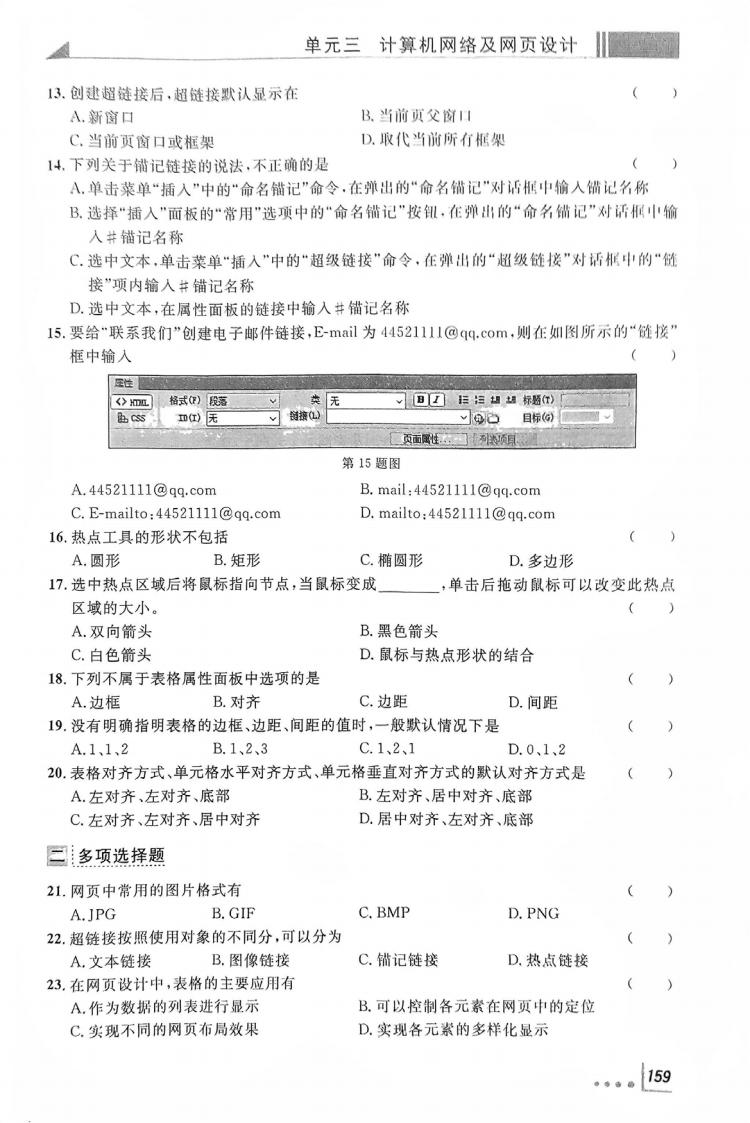 单元三 计算机网络及网页设计
13. 创建超链接后,超链接默认显示在 ( )
A. 新窗口 B. 当前页父窗口
C. 当前页窗口或框架 D. 取代当前所有框架
14. 下列关于锚记链接的说法,不正确的是 ( )
A. 单击菜单“插入”中的“命名锚记”命令,在弹出的“命名锚记”对话框中输入锚记名称
B. 选择“插入”面板的“常用”选项中的“命名锚记”按钮,在弹出的“命名锚记”对话框中输
入#锚记名称
C. 选中文本,单击菜单“插入”中的“超级链接”命令,在弹出的“超级链接”对话框中的“链
接”项内输入#锚记名称
D. 选中文本,在属性面板的链接中输入#锚记名称
15. 要给“联系我们”创建电子邮件链接,E-mail 为 44521111@qq.com,则在如图所示的“链接”
框中输入 ( )
属性
<> HTML 格式(F) 段落 类 无 B I 标题(T)
CSS ID(I) 无 链接(L) 目标(G)
页面属性... 列表项目...
第 15 题图
A. 44521111@qq.com B. mail:44521111@qq.com
C. E-mailto:44521111@qq.com D. mailto:44521111@qq.com
16. 热点工具的形状不包括 ( )
A. 圆形 B. 矩形 C. 椭圆形 D. 多边形
17. 选中热点区域后将鼠标指向节点,当鼠标变成________,单击后拖动鼠标可以改变此热点
区域的大小。 ( )
A. 双向箭头 B. 黑色箭头
C. 白色箭头 D. 鼠标与热点形状的结合
18. 下列不属于表格属性面板中选项的是 ( )
A. 边框 B. 对齐 C. 边距 D. 间距
19. 没有明确指明表格的边框、边距、间距的值时,一般默认情况下是 ( )
A. 1、1、2 B. 1、2、3 C. 1、2、1 D. 0、1、2
20. 表格对齐方式、单元格水平对齐方式、单元格垂直对齐方式的默认对齐方式是 ( )
A. 左对齐、左对齐、底部 B. 左对齐、居中对齐、底部
C. 左对齐、左对齐、居中对齐 D. 居中对齐、左对齐、底部
二 多项选择题
21. 网页中常用的图片格式有 ( )
A. JPG B. GIF C. BMP D. PNG
22. 超链接按照使用对象的不同分,可以分为 ( )
A. 文本链接 B. 图像链接 C. 锚记链接 D. 热点链接
23. 在网页设计中,表格的主要应用有 ( )
A. 作为数据的列表进行显示 B. 可以控制各元素在网页中的定位
C. 实现不同的网页布局效果 D. 实现各元素的多样化显示
159